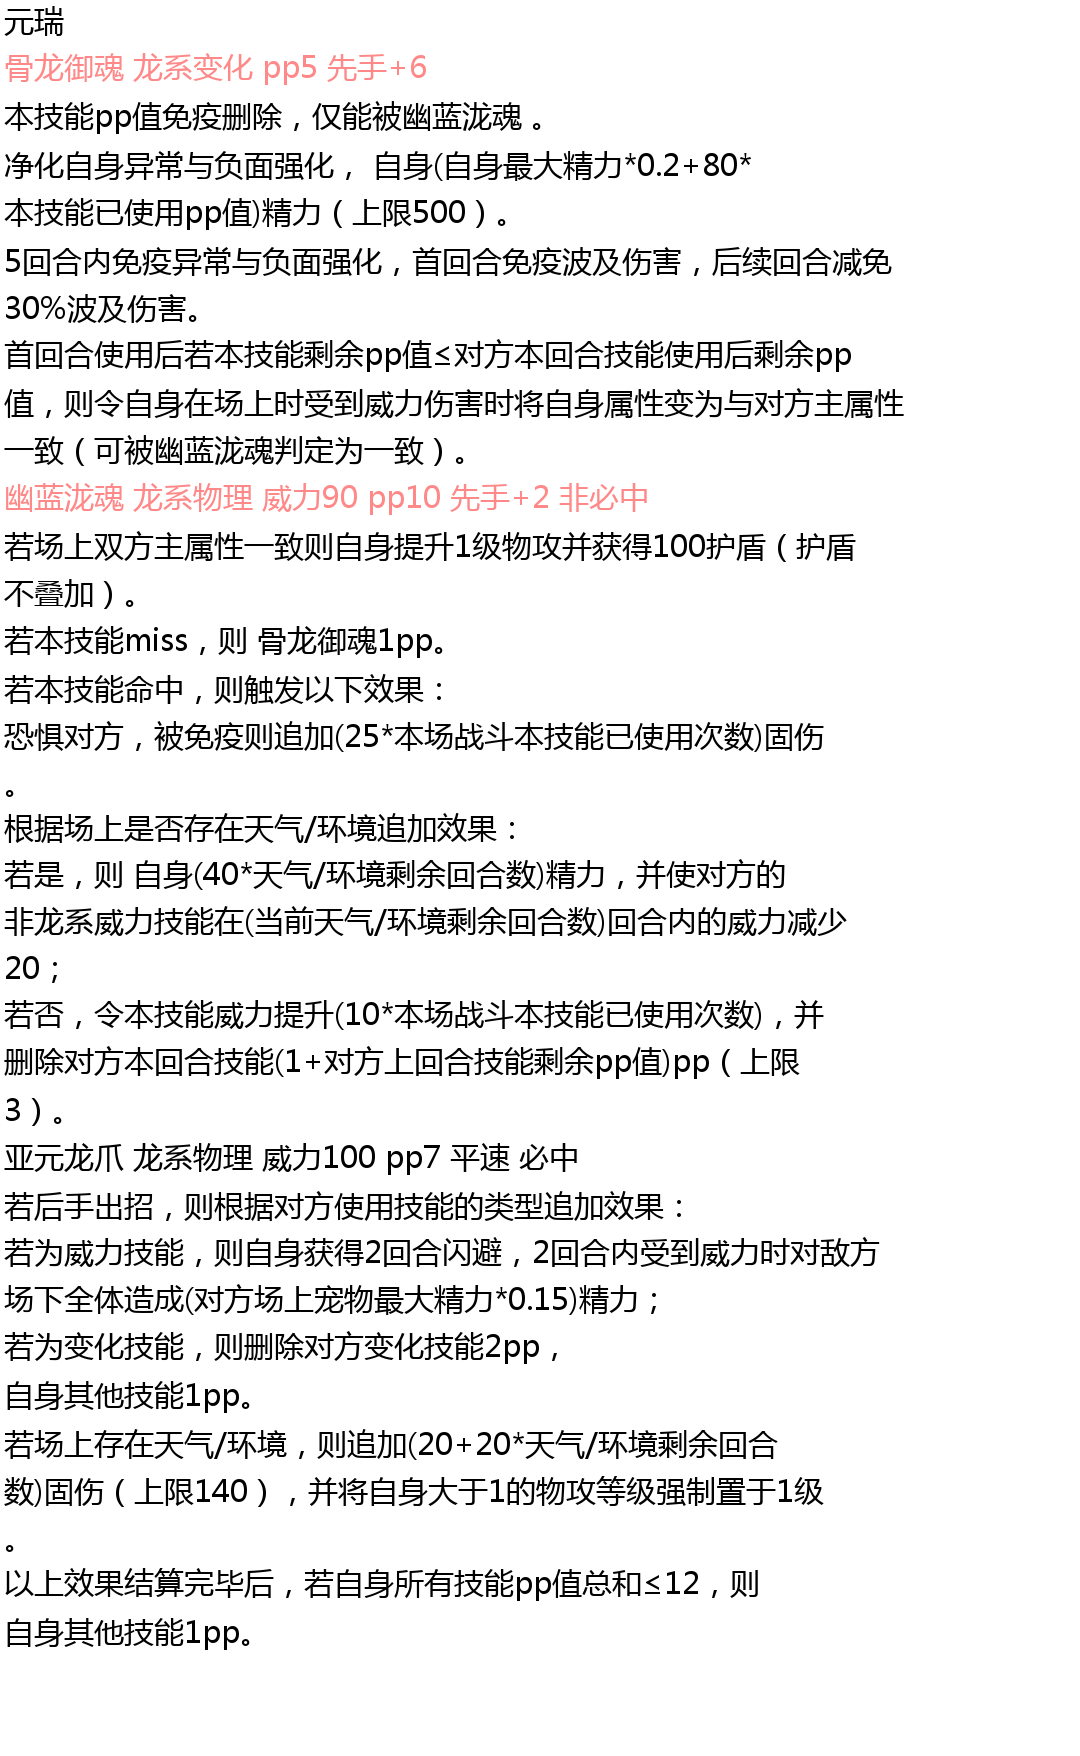 元瑞
骨龙御魂 龙系变化 pp5 先手+6
本技能pp值免疫删除，仅能被幽蓝泷魂 。
净化自身异常与负面强化， 自身(自身最大精力*0.2+80*
本技能已使用pp值)精力（上限500）。
5回合内免疫异常与负面强化，首回合免疫波及伤害，后续回合减免
30%波及伤害。
首回合使用后若本技能剩余pp值≤对方本回合技能使用后剩余pp
值，则令自身在场上时受到威力伤害时将自身属性变为与对方主属性
一致（可被幽蓝泷魂判定为一致）。
幽蓝泷魂 龙系物理 威力90 pp10 先手+2 非必中
若场上双方主属性一致则自身提升1级物攻并获得100护盾（护盾
不叠加）。
若本技能miss，则 骨龙御魂1pp。
若本技能命中，则触发以下效果：
恐惧对方，被免疫则追加(25*本场战斗本技能已使用次数)固伤
。
根据场上是否存在天气/环境追加效果：
若是，则 自身(40*天气/环境剩余回合数)精力，并使对方的
非龙系威力技能在(当前天气/环境剩余回合数)回合内的威力减少
20；
若否，令本技能威力提升(10*本场战斗本技能已使用次数)，并
删除对方本回合技能(1+对方上回合技能剩余pp值)pp（上限
3）。
亚元龙爪 龙系物理 威力100 pp7 平速 必中
若后手出招，则根据对方使用技能的类型追加效果：
若为威力技能，则自身获得2回合闪避，2回合内受到威力时对敌方
场下全体造成(对方场上宠物最大精力*0.15)精力；
若为变化技能，则删除对方变化技能2pp，
自身其他技能1pp。
若场上存在天气/环境，则追加(20+20*天气/环境剩余回合
数)固伤（上限140），并将自身大于1的物攻等级强制置于1级
。
以上效果结算完毕后，若自身所有技能pp值总和≤12，则
自身其他技能1pp。